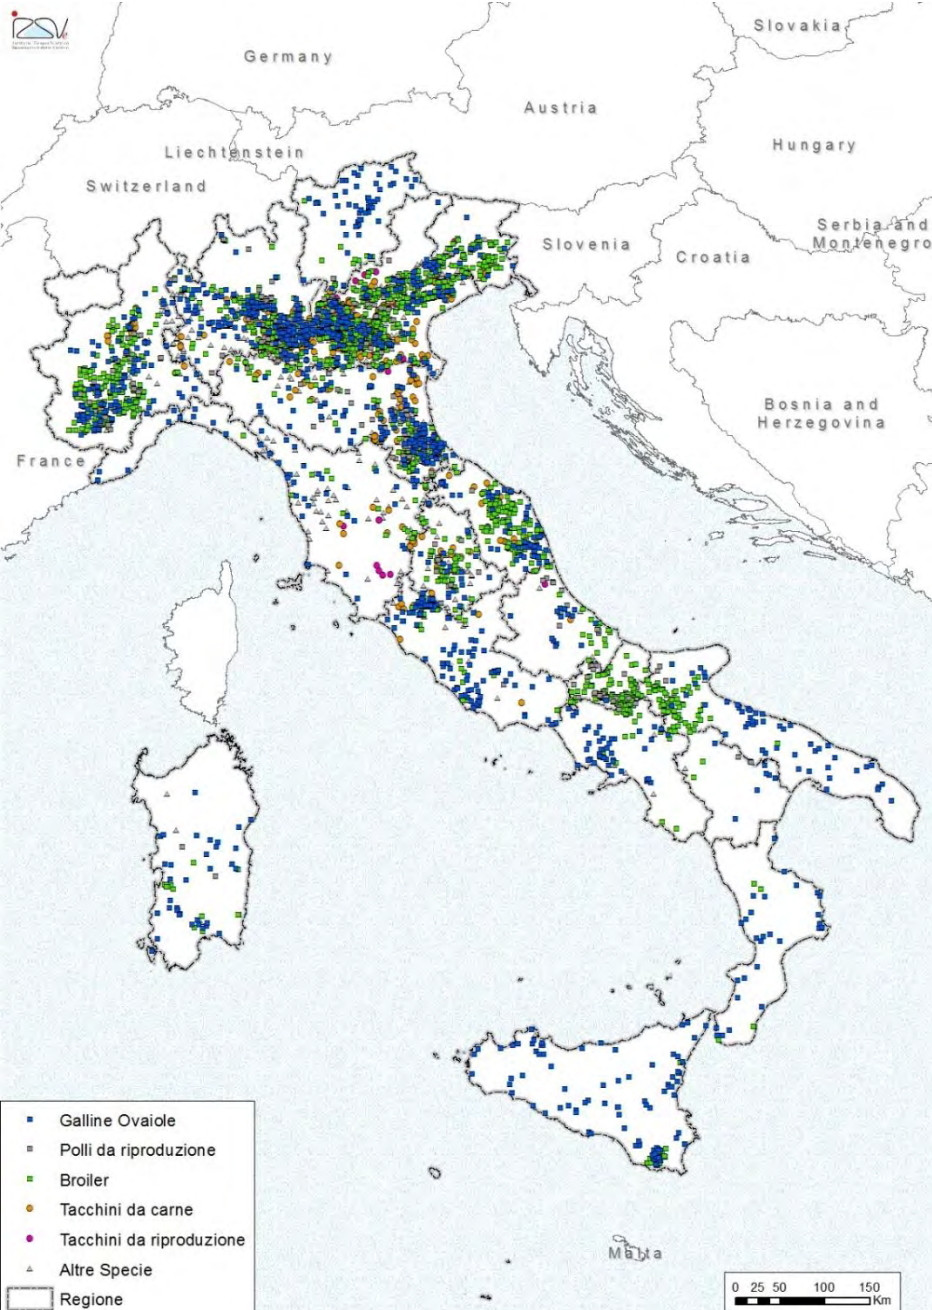 izsve
Slovakia
Germany
Austria
Hungary
Liechtenstein
Switzerland
Serbia and
Montenegro
Slovenia
Croatia
Bosnia and
Herzegovina
France
Galline Ovaiole
Polli da riproduzione
Broiler
Tacchini da carne
Tacchini da riproduzione
Altre Specie
Regione
Malta
0 25 50 100 150
Km